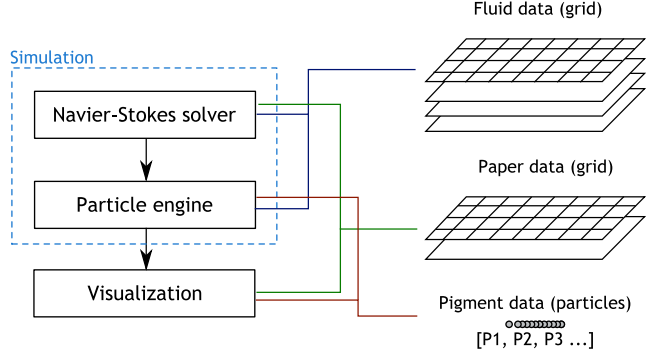 Fluid data (grid)
Simulation
Navier-Stokes solver
Paper data (grid)
Particle engine
Visualization
Pigment data (particles)
[P1, P2, P3 ...]